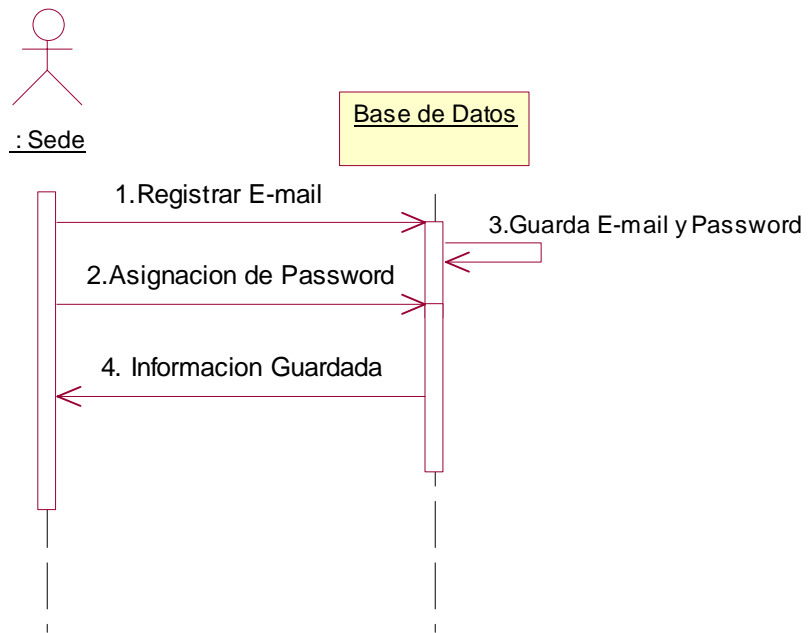 : Sede
Base de Datos
1.Registrar E-mail
3.Guarda E-mail y Password
2.Asignacion de Password
4. Informacion Guardada